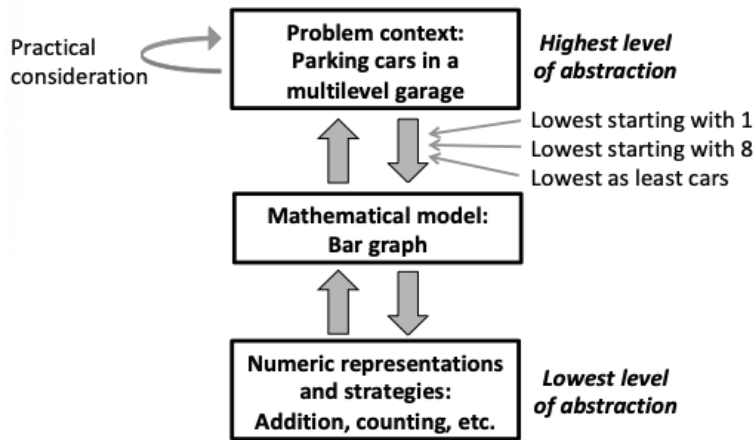 Practical
consideration
Problem context:
Parking cars in a
multilevel garage
Highest level
of abstraction
Lowest starting with 1
Lowest starting with 8
Lowest as least cars
Mathematical model:
Bar graph
Numeric representations
and strategies:
Addition, counting, etc.
Lowest level
of abstraction